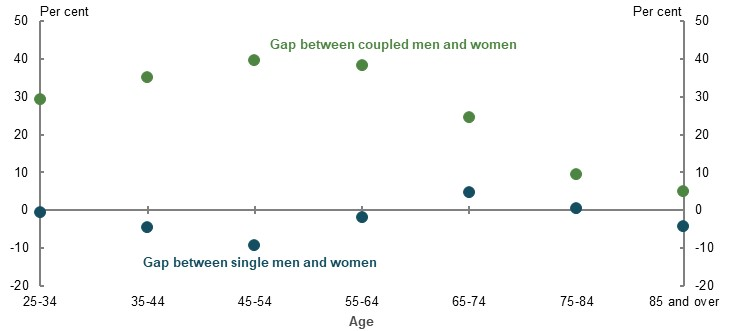 Per cent Per cent
50 50
Gap between coupled men and women
40 40
30 30
20 20
10 10
0 0
-10 -10
Gap between single men and women
-20 -20
25-34 35-44 45-54 55-64 65-74 75-84 85 and over
Age